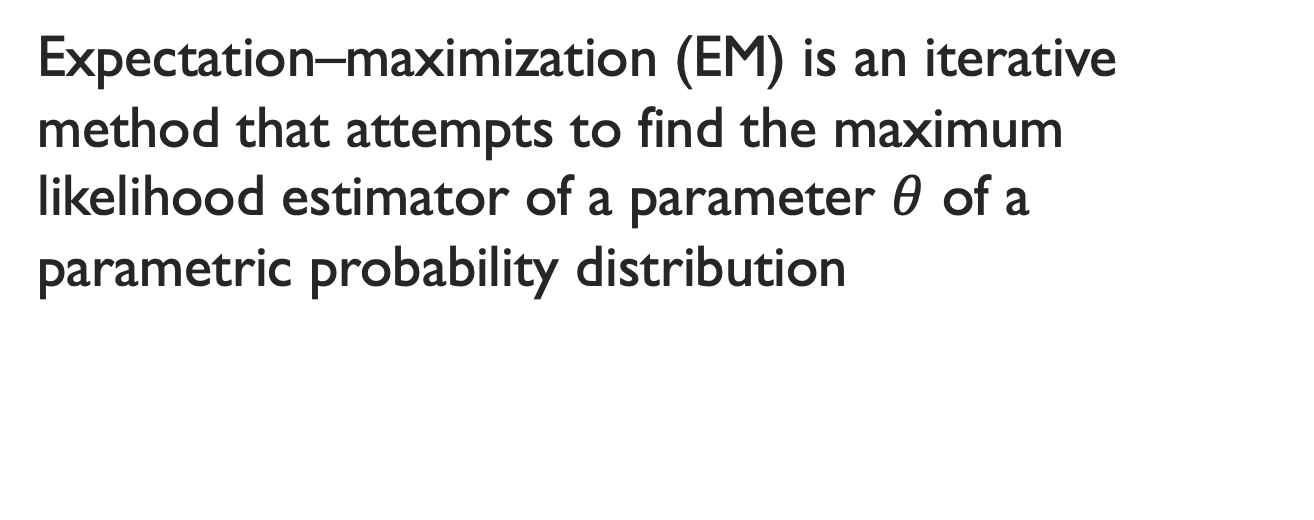 Expectation–maximization (EM) is an iterative
method that attempts to find the maximum
likelihood estimator of a parameter θ of a
parametric probability distribution